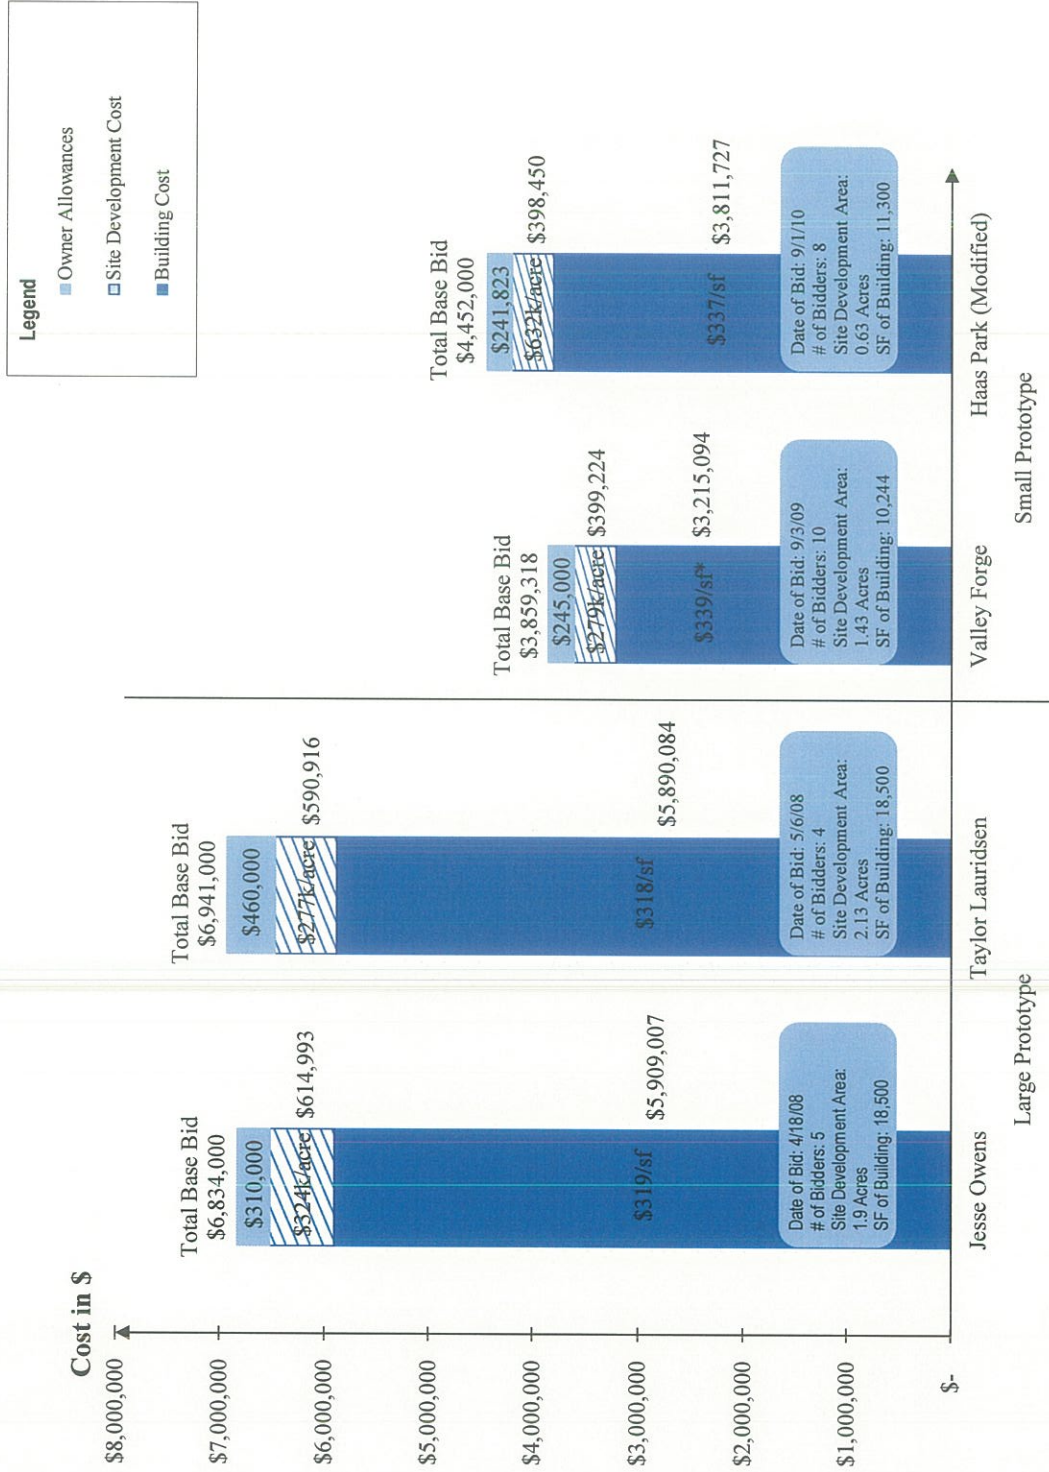 Cost in $
$8,000,000
$7,000,000
$6,000,000
$5,000,000
$4,000,000
$3,000,000
$2,000,000
$1,000,000
$-
Total Base Bid
$6,834,000
$310,000
$324k/acre
$614,993
$5,909,007
$319/sf
Date of Bid: 4/18/08
# of Bidders: 5
Site Development Area:
1.9 Acres
SF of Building: 18,500
Jesse Owens
Total Base Bid
$6,941,000
$460,000
$277k/acre
$590,916
$5,890,084
$318/sf
Date of Bid: 5/6/08
# of Bidders: 4
Site Development Area:
2.13 Acres
SF of Building: 18,500
Taylor Lauridsen
Large Prototype
Total Base Bid
$3,859,318
$245,000
$279k/acre
$399,224
$3,215,094
$339/sf*
Date of Bid: 9/3/09
# of Bidders: 10
Site Development Area:
1.43 Acres
SF of Building: 10,244
Valley Forge
Total Base Bid
$4,452,000
$241,823
$632k/acre
$398,450
$3,811,727
$337/sf
Date of Bid: 9/1/10
# of Bidders: 8
Site Development Area:
0.63 Acres
SF of Building: 11,300
Haas Park (Modified)
Small Prototype
Legend
Owner Allowances
Site Development Cost
Building Cost